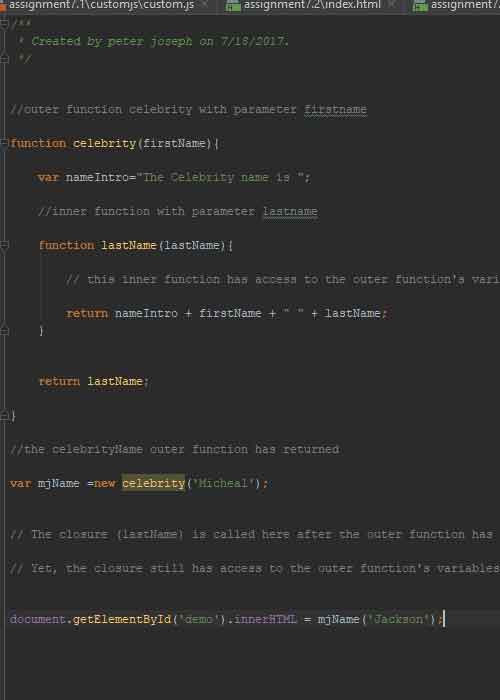 assignment7.1\customjs\custom.js assignment7.2\index.html assignment7.
/**
* Created by peter joseph on 7/18/2017.
*/
//outer function celebrity with parameter firstname
function celebrity(firstName){
var nameIntro="The Celebrity name is ";
//inner function with parameter lastname
function lastName(lastName){
// this inner function has access to the outer function's vari
return nameIntro + firstName + " " + lastName;
}
return lastName;
}
//the celebrityName outer function has returned
var mjName =new celebrity('Micheal');
// The closure (lastName) is called here after the outer function has
// Yet, the closure still has access to the outer function's variables
document.getElementById('demo').innerHTML = mjName('Jackson');